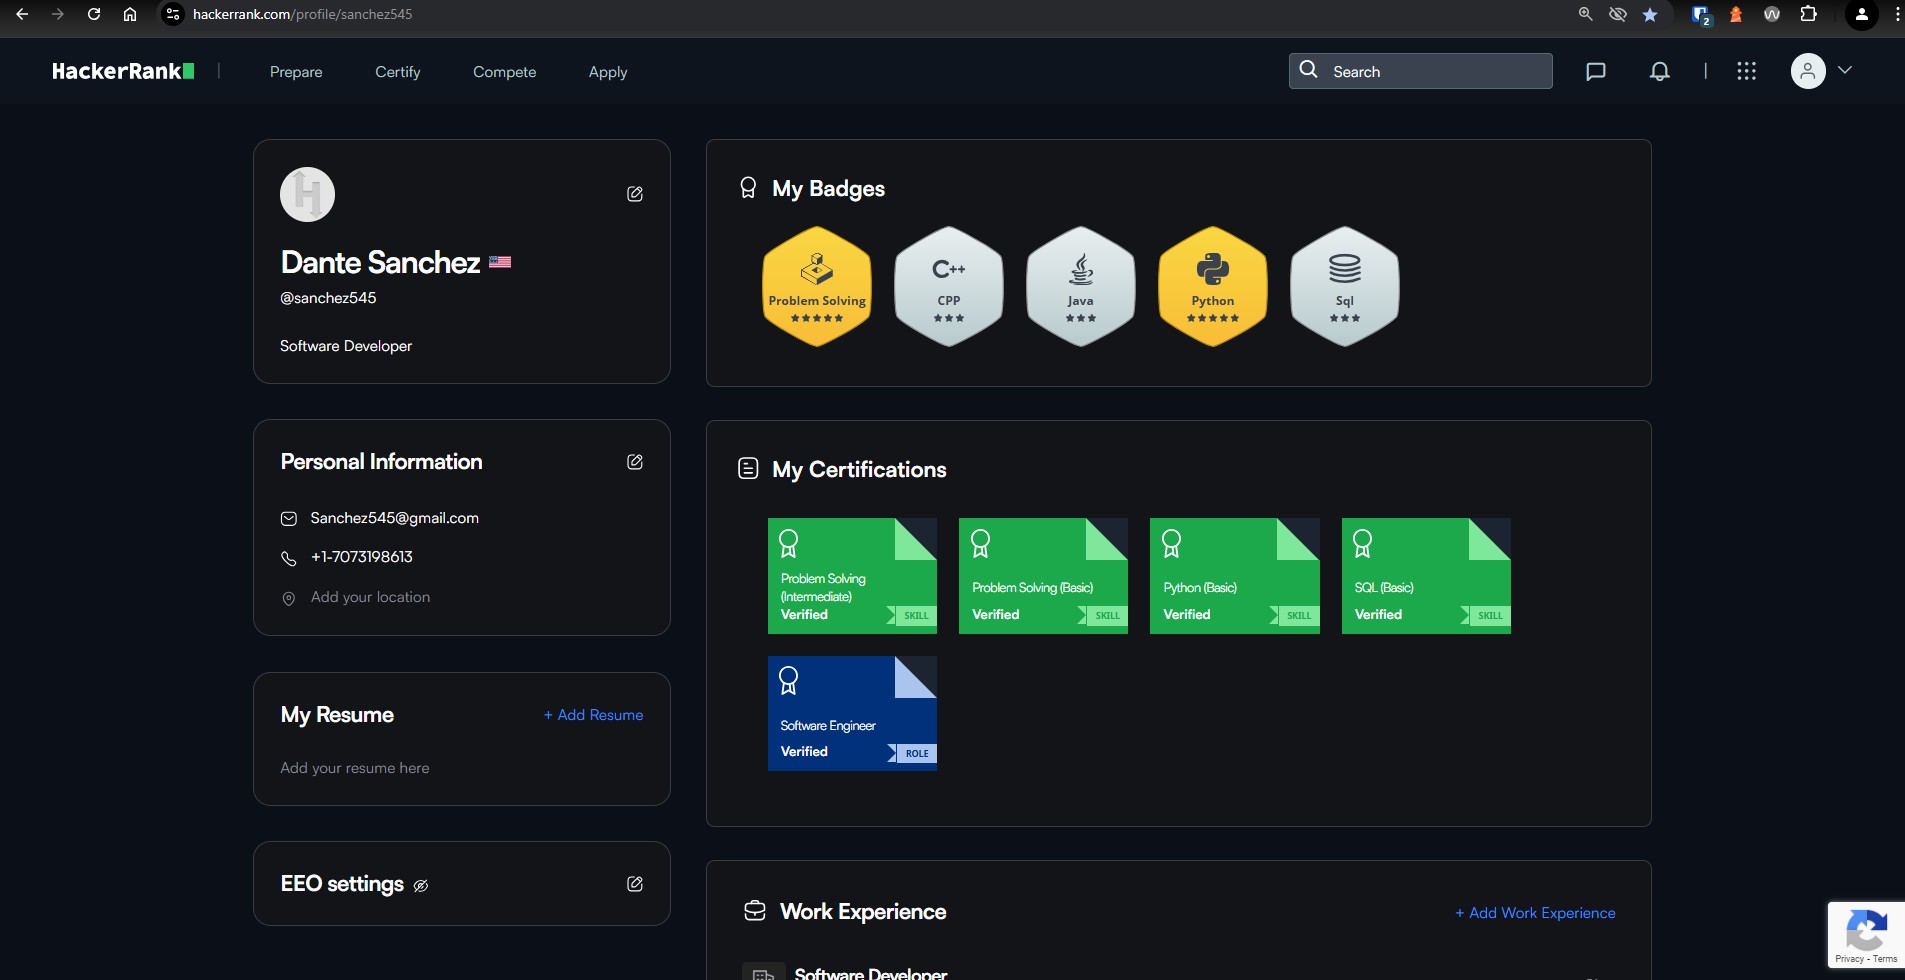 hackerrank.com/profile/sanchez545
2
HackerRank
Prepare
Certify
Compete
Apply
Search
Dante Sanchez
@sanchez545
Software Developer
Personal Information
Sanchez545@gmail.com
+1-7073198613
Add your location
My Resume
+ Add Resume
Add your resume here
EEO settings
My Badges
Problem Solving
C++
CPP
Java
Python
Sql
My Certifications
Problem Solving
(Intermediate)
Verified
SKILL
Problem Solving (Basic)
Verified
SKILL
Python (Basic)
Verified
SKILL
SQL (Basic)
Verified
SKILL
Software Engineer
Verified
ROLE
Work Experience
+ Add Work Experience
Software Developer
Privacy - Terms